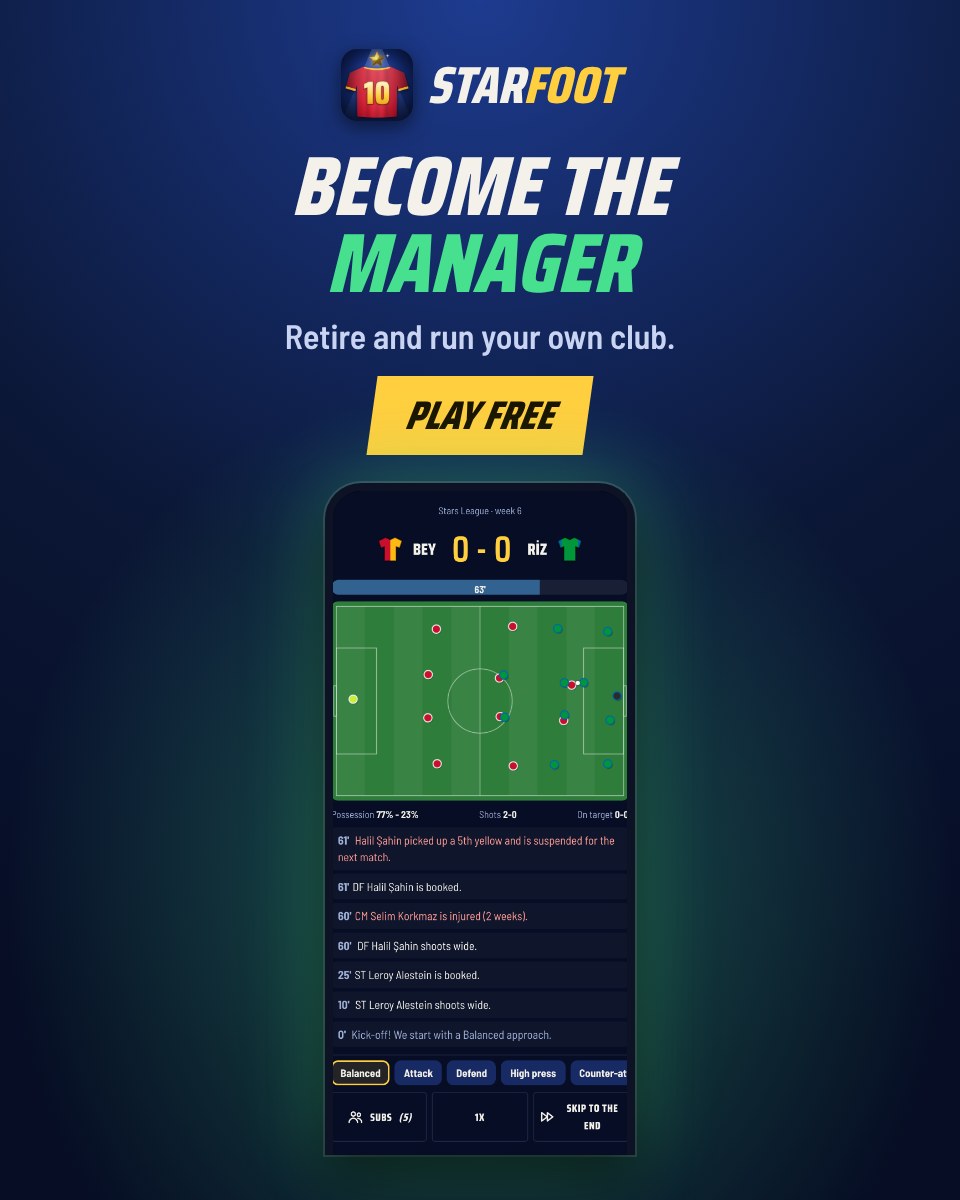 10
STARFOOT
BECOME THE
MANAGER
Retire and run your own club.
PLAY FREE
Stars League · week 6
BEY 0 - 0 RİZ
63'
Possession 77% - 23% Shots 2-0 On target 0-0
61' Halil Şahin picked up a 5th yellow and is suspended for the
next match.
61' DF Halil Şahin is booked.
60' CM Selim Korkmaz is injured (2 weeks).
60' DF Halil Şahin shoots wide.
25' ST Leroy Alestein is booked.
10' ST Leroy Alestein shoots wide.
0' Kick-off! We start with a Balanced approach.
Balanced Attack Defend High press Counter-at
SUBS (5) 1X SKIP TO THE
END